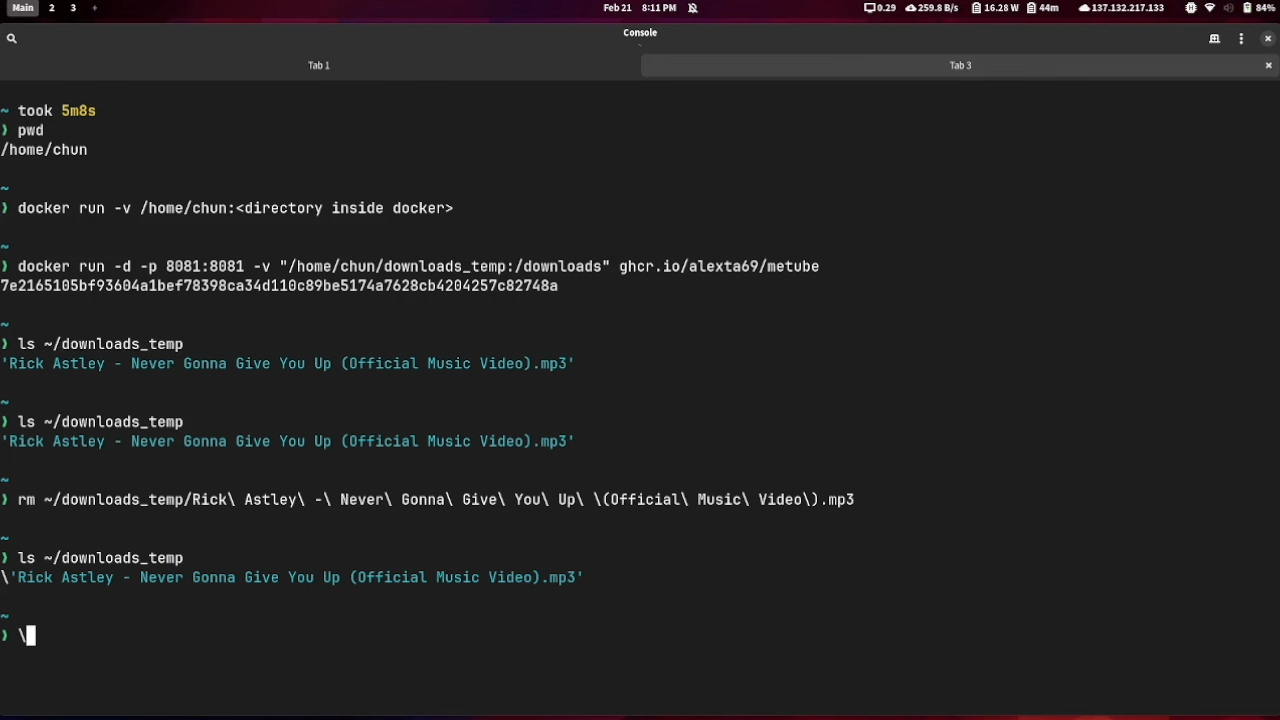 Main 2 3 + Feb 21 8:11 PM 0.29 259.8 B/s 16.28 W 44m 137.132.217.133 84%
Console
Tab 1 Tab 3
~ took 5m8s
❯ pwd
/home/chun
~
❯ docker run -v /home/chun:<directory inside docker>
~
❯ docker run -d -p 8081:8081 -v "/home/chun/downloads_temp:/downloads" ghcr.io/alexta69/metube
7e2165105bf93604a1bef78398ca34d110c89be5174a7628cb4204257c82748a
~
❯ ls ~/downloads_temp
'Rick Astley - Never Gonna Give You Up (Official Music Video).mp3'
~
❯ ls ~/downloads_temp
'Rick Astley - Never Gonna Give You Up (Official Music Video).mp3'
~
❯ rm ~/downloads_temp/Rick\ Astley\ -\ Never\ Gonna\ Give\ You\ Up\ \(Official\ Music\ Video\).mp3
~
❯ ls ~/downloads_temp
\'Rick Astley - Never Gonna Give You Up (Official Music Video).mp3'
~
❯ \